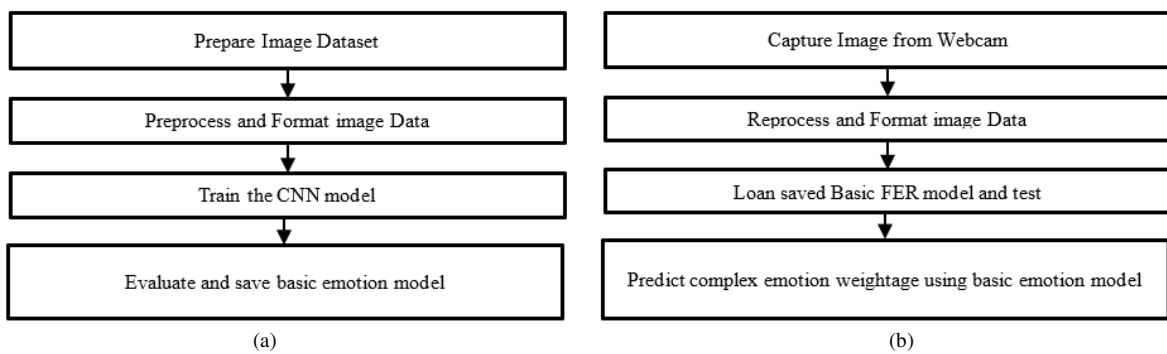 Prepare Image Dataset
Preprocess and Format image Data
Train the CNN model
Evaluate and save basic emotion model
(a)
Capture Image from Webcam
Reprocess and Format image Data
Loan saved Basic FER model and test
Predict complex emotion weightage using basic emotion model
(b)